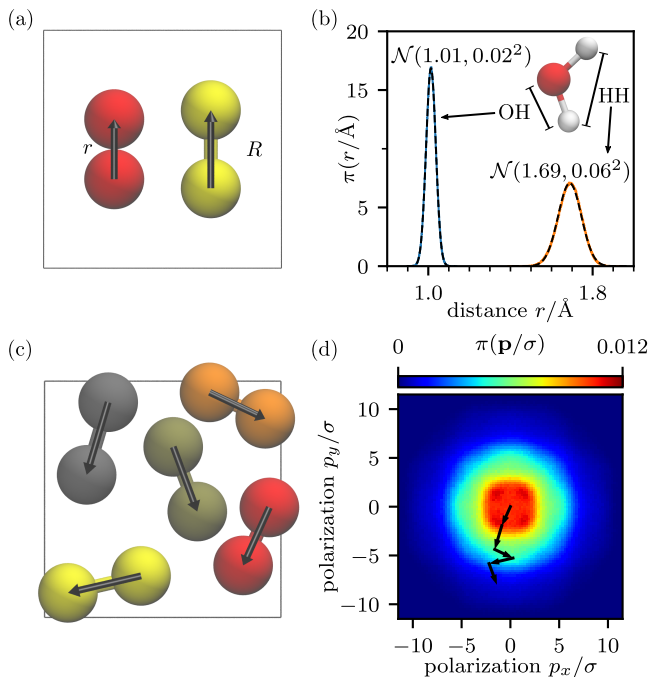 (a)
r
R
(b)
π(r/Å)
20
15
10
5
0
𝒩(1.01, 0.02²)
OH
HH
𝒩(1.69, 0.06²)
1.0
1.8
distance r/Å
(c)
(d)
0
π(p/σ)
0.012
polarization p_y/σ
10
5
0
−5
−10
−10
−5
0
5
10
polarization p_x/σ